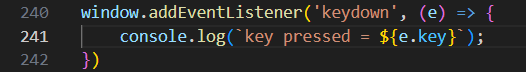 240 window.addEventListener('keydown', (e) => {
241     console.log(`key pressed = ${e.key}`);
242 })